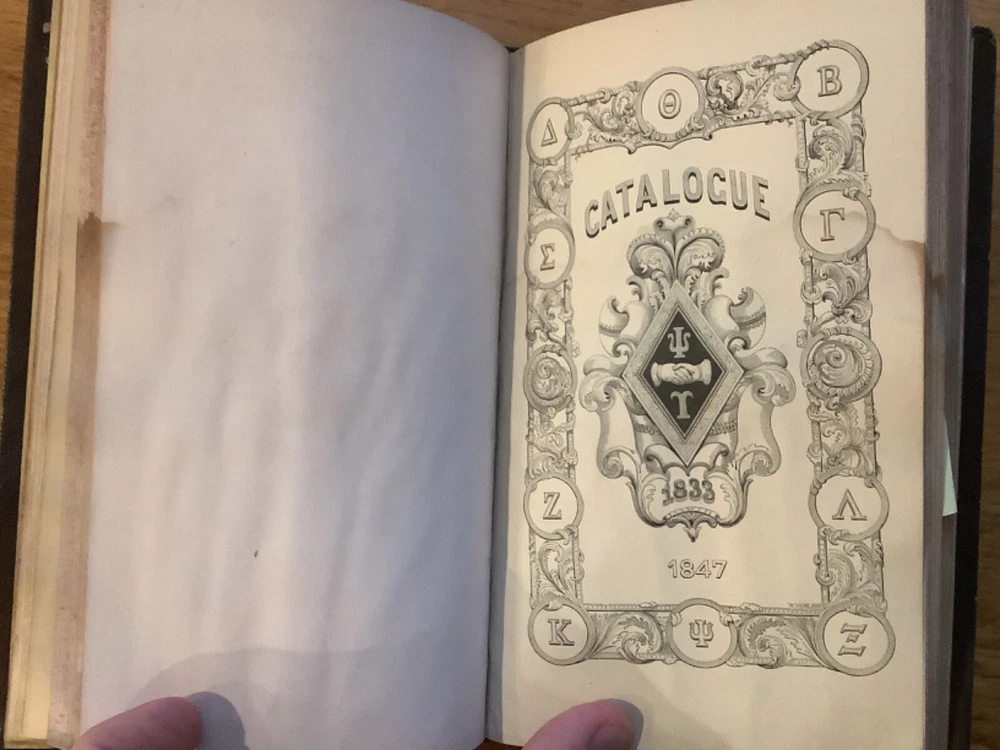 Δ Θ Β
CATALOGUE
Σ Γ
Ψ
Υ
1833
Ζ Λ
1847
Κ Ψ Ξ